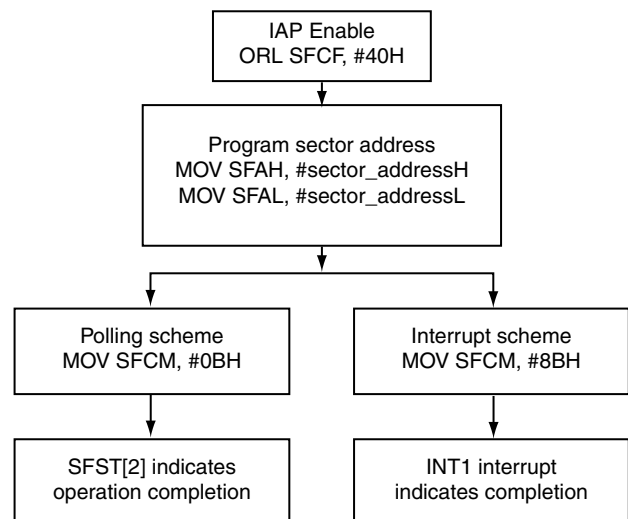 IAP Enable
ORL SFCF, #40H
Program sector address
MOV SFAH, #sector_addressH
MOV SFAL, #sector_addressL
Polling scheme
MOV SFCM, #0BH
Interrupt scheme
MOV SFCM, #8BH
SFST[2] indicates
operation completion
INT1 interrupt
indicates completion